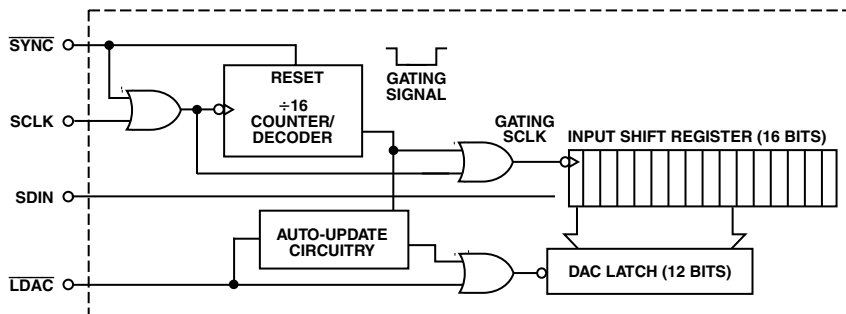 SYNC
SCLK
SDIN
LDAC
RESET
÷16
COUNTER/
DECODER
GATING
SIGNAL
GATING
SCLK
INPUT SHIFT REGISTER (16 BITS)
AUTO-UPDATE
CIRCUITRY
DAC LATCH (12 BITS)